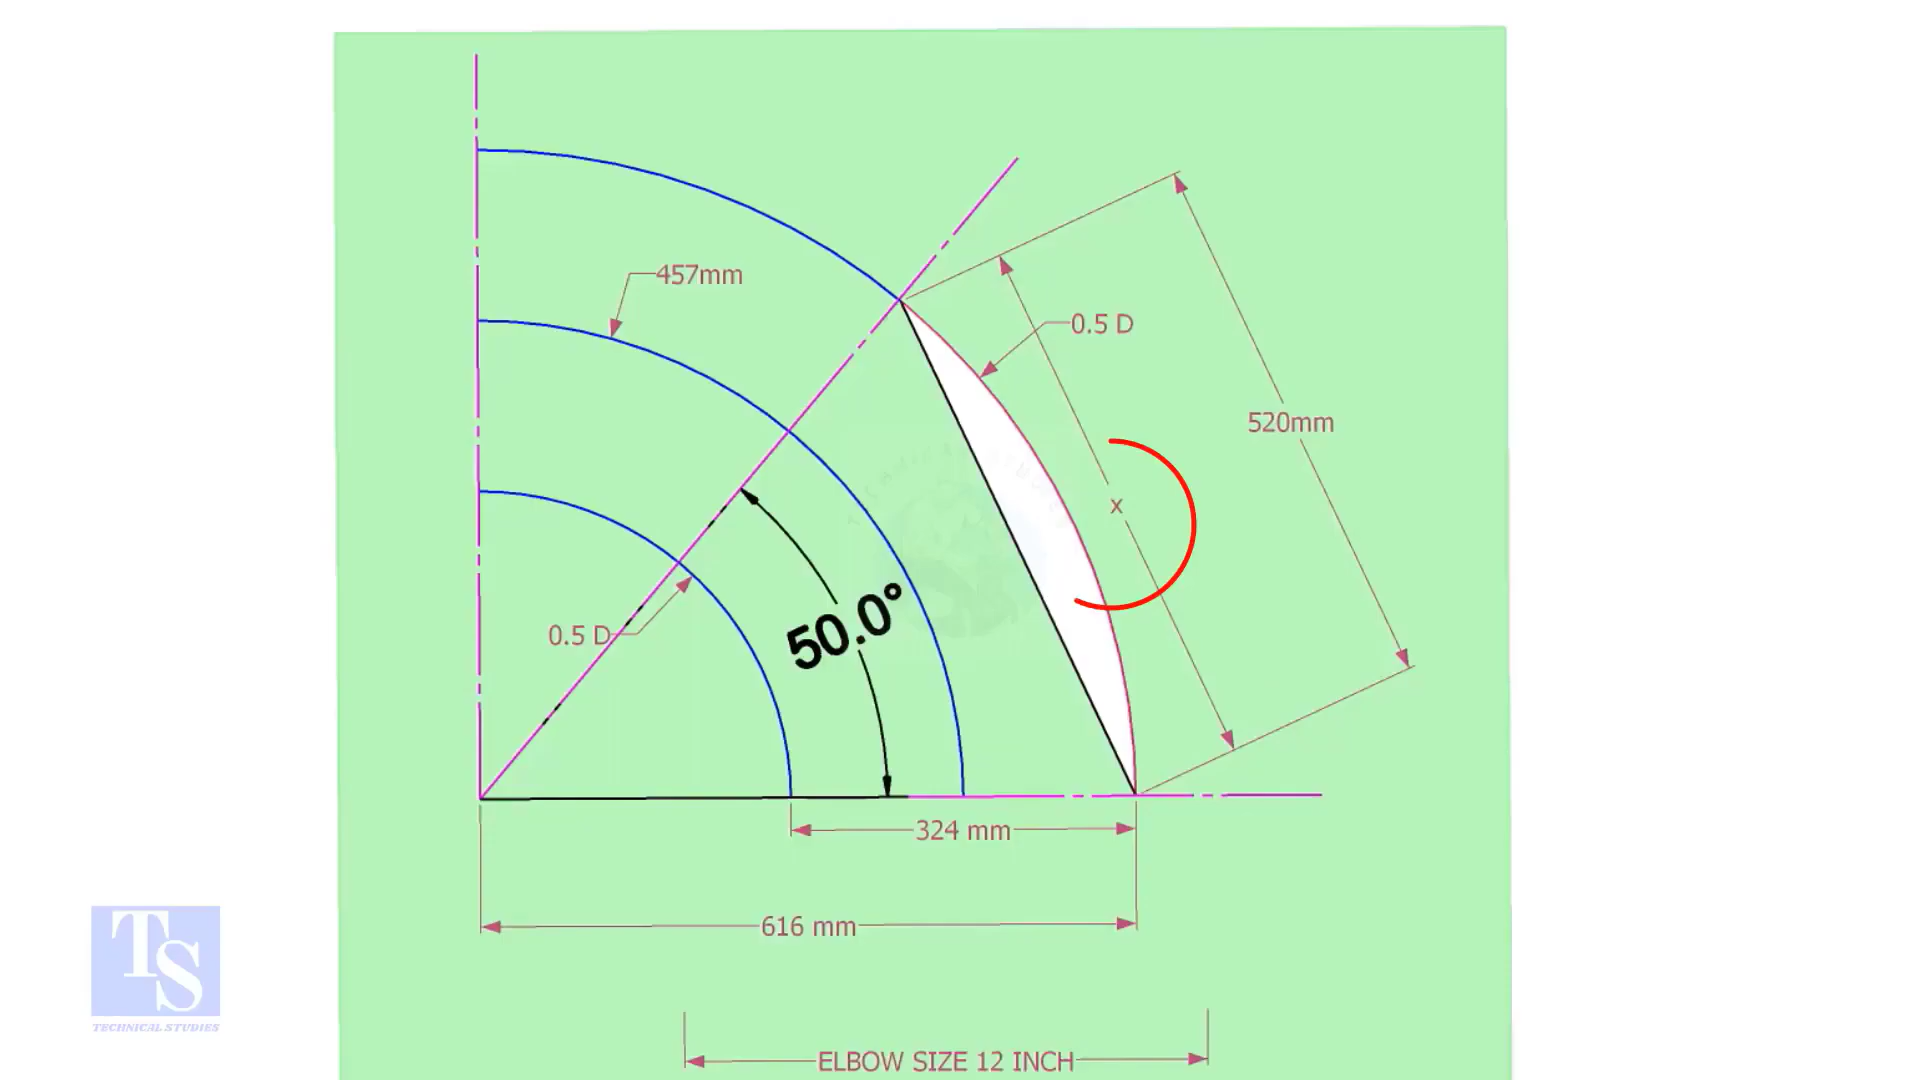 457mm
0.5 D
520mm
x
0.5 D
50.0°
324 mm
616 mm
TS
TECHNICAL STUDIES
ELBOW SIZE 12 INCH